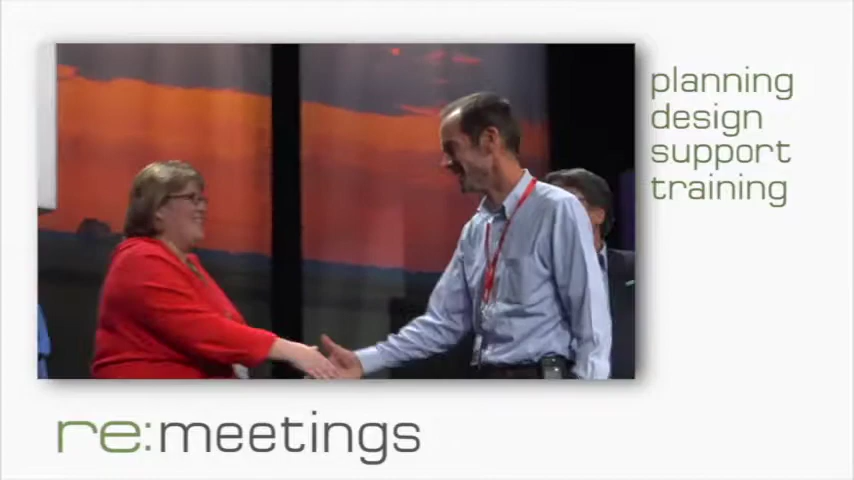 planning
design
support
training
re:meetings